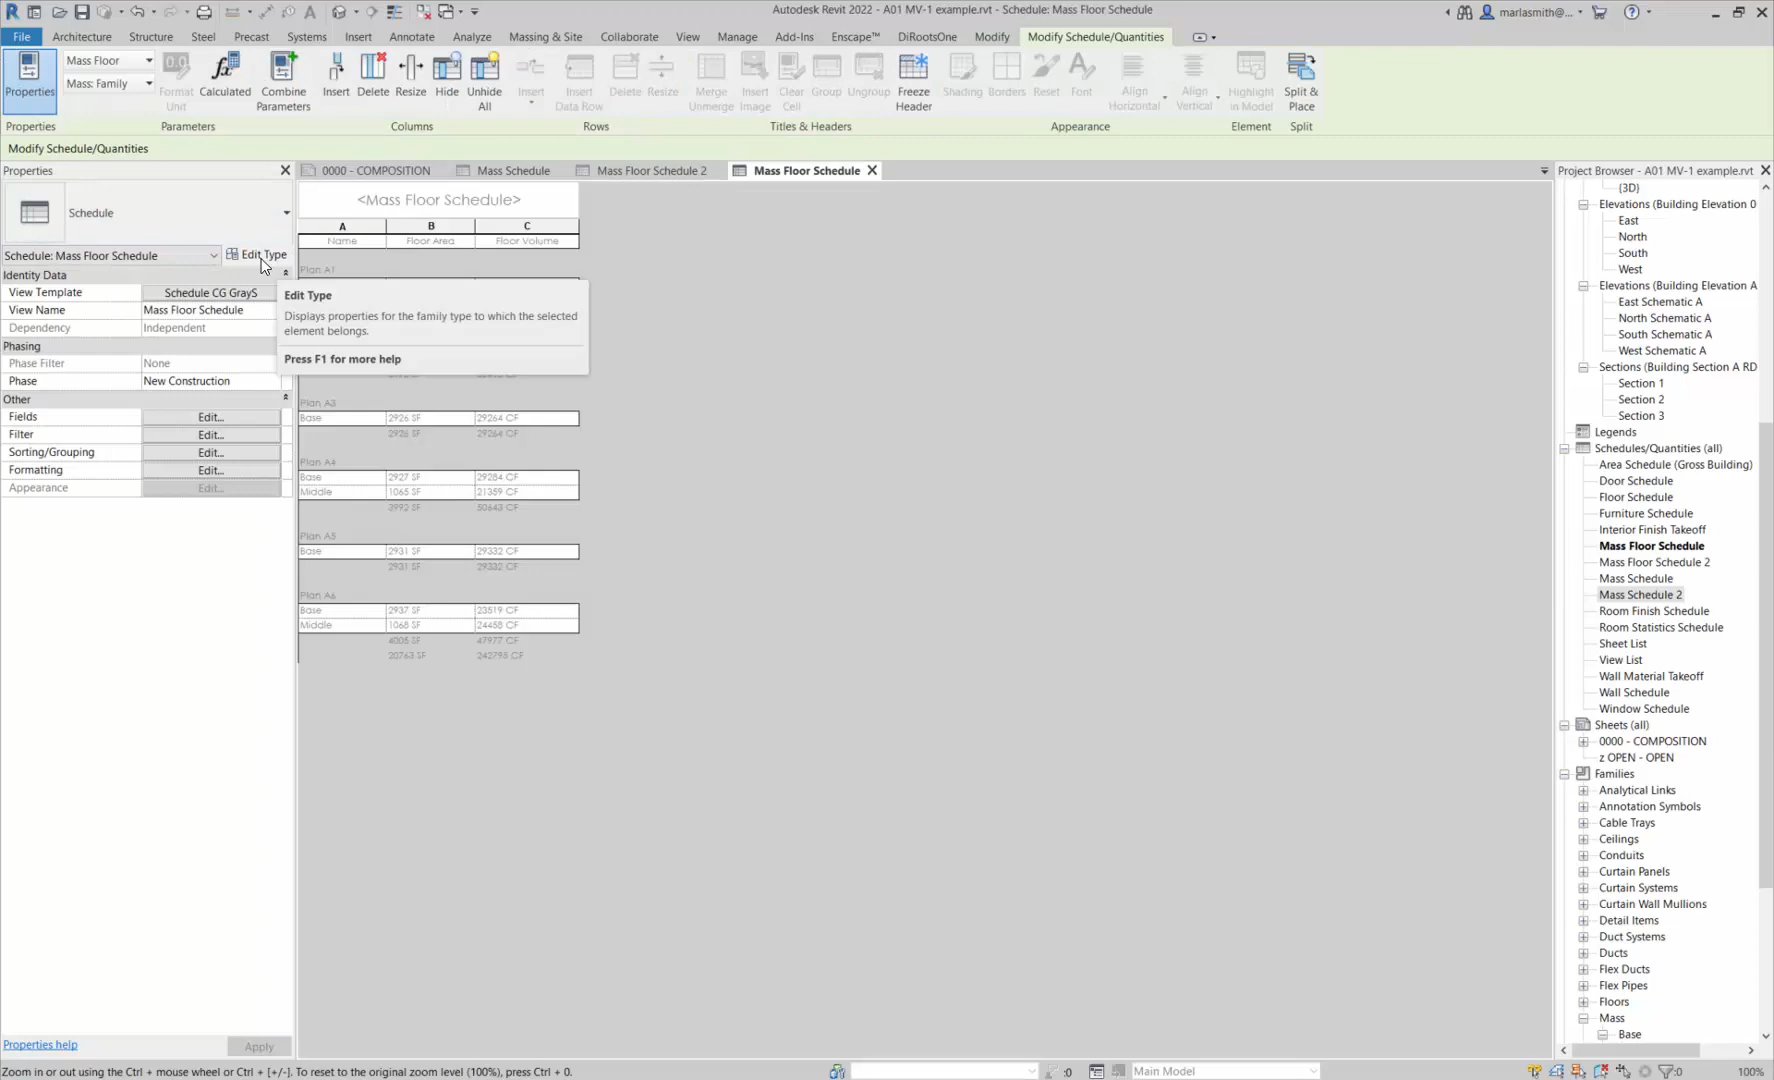 Autodesk Revit 2022 - A01 MV-1 example.rvt - Schedule: Mass Floor Schedule
marlasmith@...
File Architecture Structure Steel Precast Systems Insert Annotate Analyze Massing & Site Collaborate View Manage Add-Ins Enscape™ DiRootsOne Modify Modify Schedule/Quantities
Mass Floor
Mass: Family
Properties
Format Unit
Calculated
Combine Parameters
Insert
Delete
Resize
Hide
Unhide All
Insert
Insert Data Row
Delete
Resize
Merge Unmerge
Insert Image
Clear Cell
Group
Ungroup
Freeze Header
Shading
Borders
Reset
Font
Align Horizontal
Align Vertical
Highlight in Model
Split & Place
Properties Parameters Columns Rows Titles & Headers Appearance Element Split
Modify Schedule/Quantities
Properties
0000 - COMPOSITION
Mass Schedule
Mass Floor Schedule 2
Mass Floor Schedule
Project Browser - A01 MV-1 example.rvt
Schedule
Schedule: Mass Floor Schedule
Edit Type
Identity Data
View Template Schedule CG GrayS
View Name Mass Floor Schedule
Dependency Independent
Phasing
Phase Filter None
Phase New Construction
Other
Fields Edit...
Filter Edit...
Sorting/Grouping Edit...
Formatting Edit...
Appearance Edit...
Properties help
Apply
<Mass Floor Schedule>
A B C
Name Floor Area Floor Volume
Plan A1
Edit Type
Displays properties for the family type to which the selected
element belongs.
Press F1 for more help
Plan A3
Base 2926 SF 29264 CF
2926 SF 29264 CF
Plan A4
Base 2927 SF 29284 CF
Middle 1065 SF 21359 CF
3992 SF 50643 CF
Plan A5
Base 2931 SF 29332 CF
2931 SF 29332 CF
Plan A6
Base 2937 SF 23519 CF
Middle 1068 SF 24458 CF
4005 SF 47977 CF
20763 SF 242795 CF
{3D}
Elevations (Building Elevation 0
East
North
South
West
Elevations (Building Elevation A
East Schematic A
North Schematic A
South Schematic A
West Schematic A
Sections (Building Section A RD
Section 1
Section 2
Section 3
Legends
Schedules/Quantities (all)
Area Schedule (Gross Building)
Door Schedule
Floor Schedule
Furniture Schedule
Interior Finish Takeoff
Mass Floor Schedule
Mass Floor Schedule 2
Mass Schedule
Mass Schedule 2
Room Finish Schedule
Room Statistics Schedule
Sheet List
View List
Wall Material Takeoff
Wall Schedule
Window Schedule
Sheets (all)
0000 - COMPOSITION
z OPEN - OPEN
Families
Analytical Links
Annotation Symbols
Cable Trays
Ceilings
Conduits
Curtain Panels
Curtain Systems
Curtain Wall Mullions
Detail Items
Duct Systems
Ducts
Flex Ducts
Flex Pipes
Floors
Mass
Base
Zoom in or out using the Ctrl + mouse wheel or Ctrl + [+/-]. To reset to the original zoom level (100%), press Ctrl + 0.
:0
Main Model
:0
100%